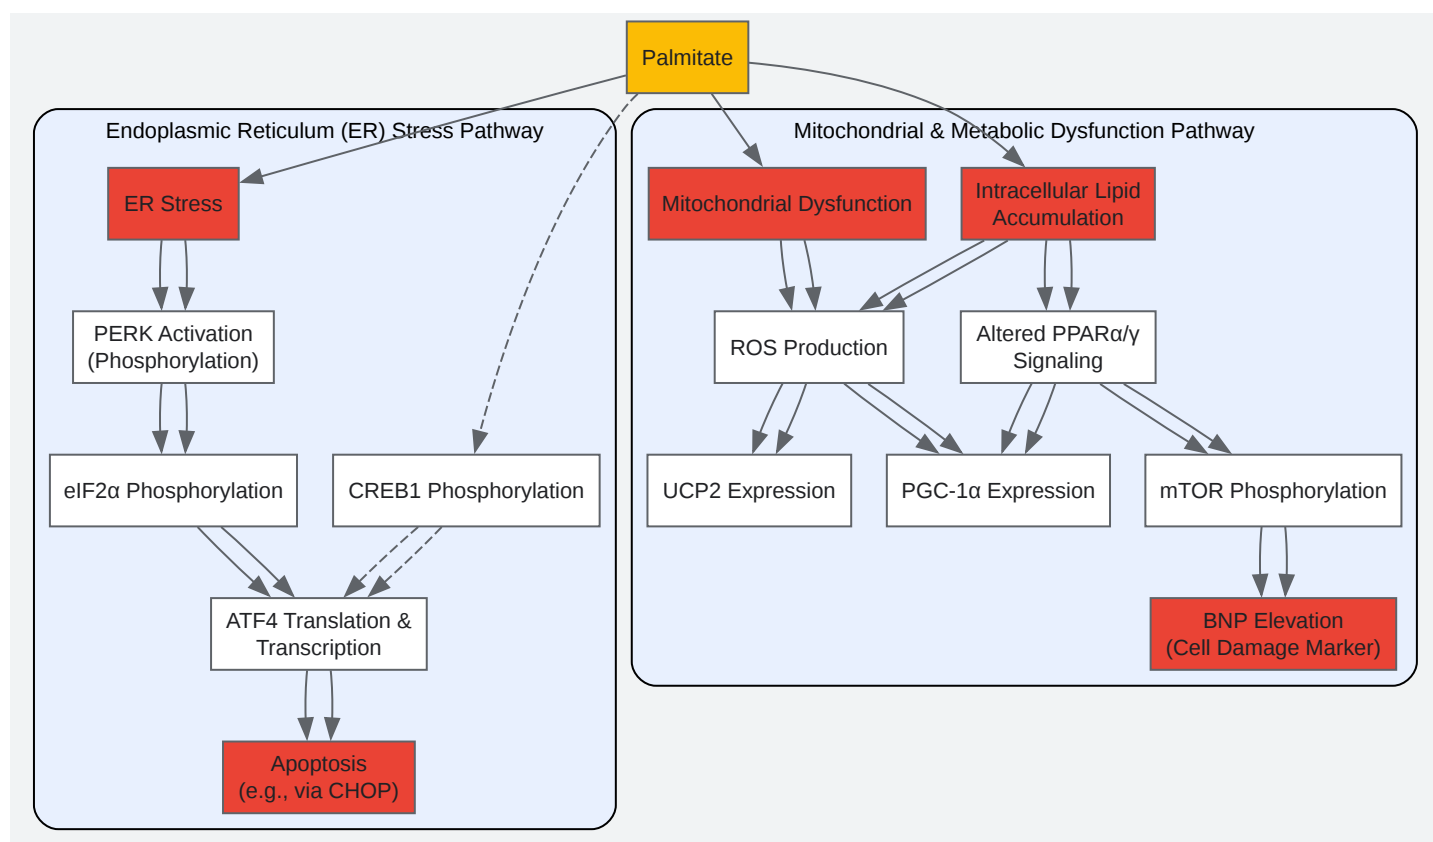 Palmitate
Endoplasmic Reticulum (ER) Stress Pathway
ER Stress
PERK Activation
(Phosphorylation)
eIF2α Phosphorylation
CREB1 Phosphorylation
ATF4 Translation &
Transcription
Apoptosis
(e.g., via CHOP)
Mitochondrial & Metabolic Dysfunction Pathway
Mitochondrial Dysfunction
Intracellular Lipid
Accumulation
ROS Production
Altered PPARα/γ
Signaling
UCP2 Expression
PGC-1α Expression
mTOR Phosphorylation
BNP Elevation
(Cell Damage Marker)